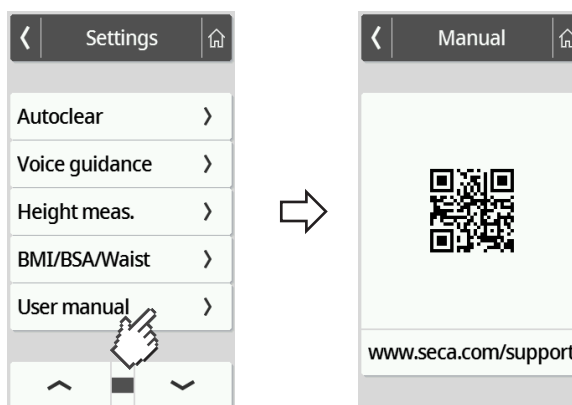 Settings
Autoclear
Voice guidance
Height meas.
BMI/BSA/Waist
User manual
Manual
www.seca.com/support